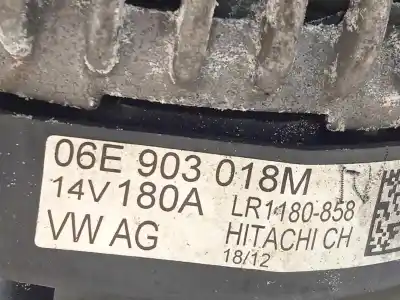 06E 903 018M
14V 180A LR1180-858
VW AG HITACHI CH
18/12